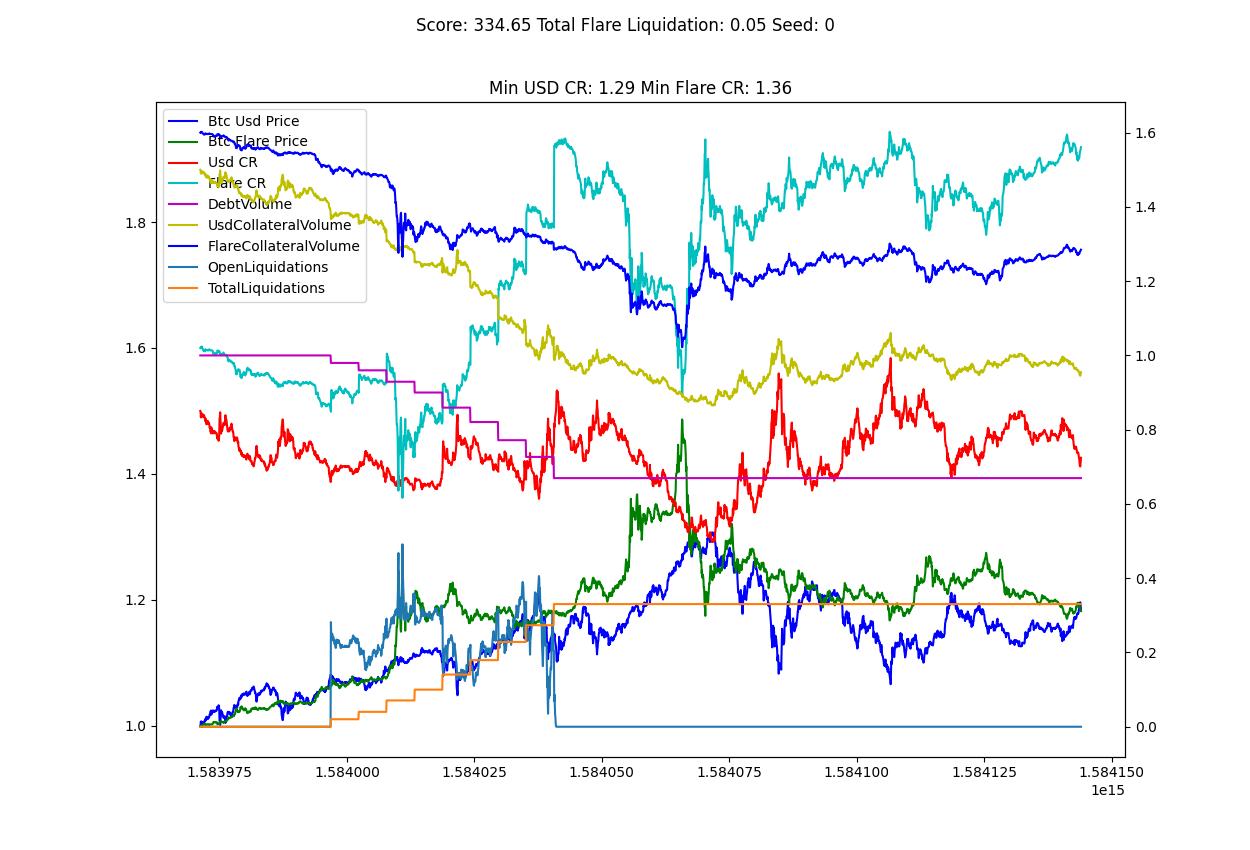 Score: 334.65 Total Flare Liquidation: 0.05 Seed: 0
Min USD CR: 1.29 Min Flare CR: 1.36
Btc Usd Price
Btc Flare Price
Usd CR
Flare CR
DebtVolume
UsdCollateralVolume
FlareCollateralVolume
OpenLiquidations
TotalLiquidations
1.8
1.6
1.4
1.2
1.0
1.6
1.4
1.2
1.0
0.8
0.6
0.4
0.2
0.0
1.583975 1.584000 1.584025 1.584050 1.584075 1.584100 1.584125 1.584150
1e15